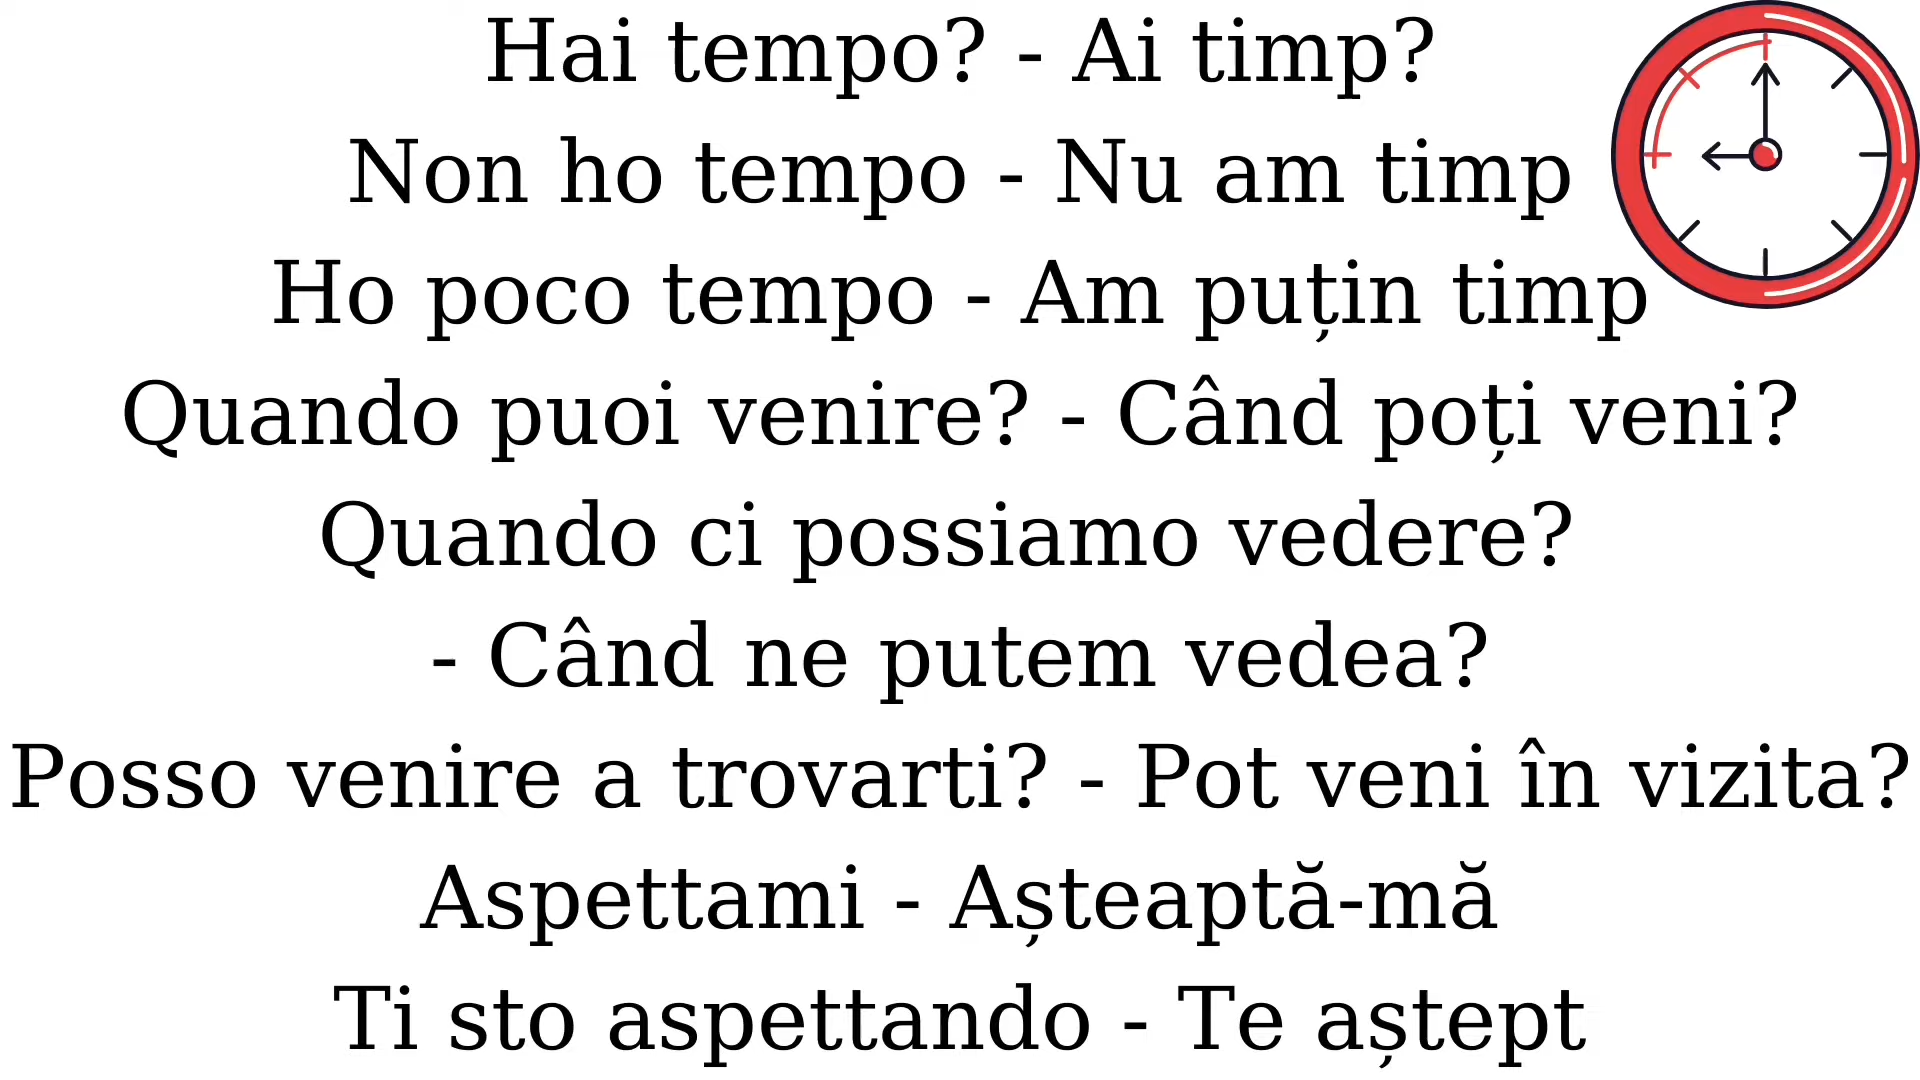 Hai tempo? - Ai timp?
Non ho tempo - Nu am timp
Ho poco tempo - Am puțin timp
Quando puoi venire? - Când poți veni?
Quando ci possiamo vedere?
- Când ne putem vedea?
Posso venire a trovarti? - Pot veni în vizita?
Aspettami - Așteaptă-mă
Ti sto aspettando - Te aștept